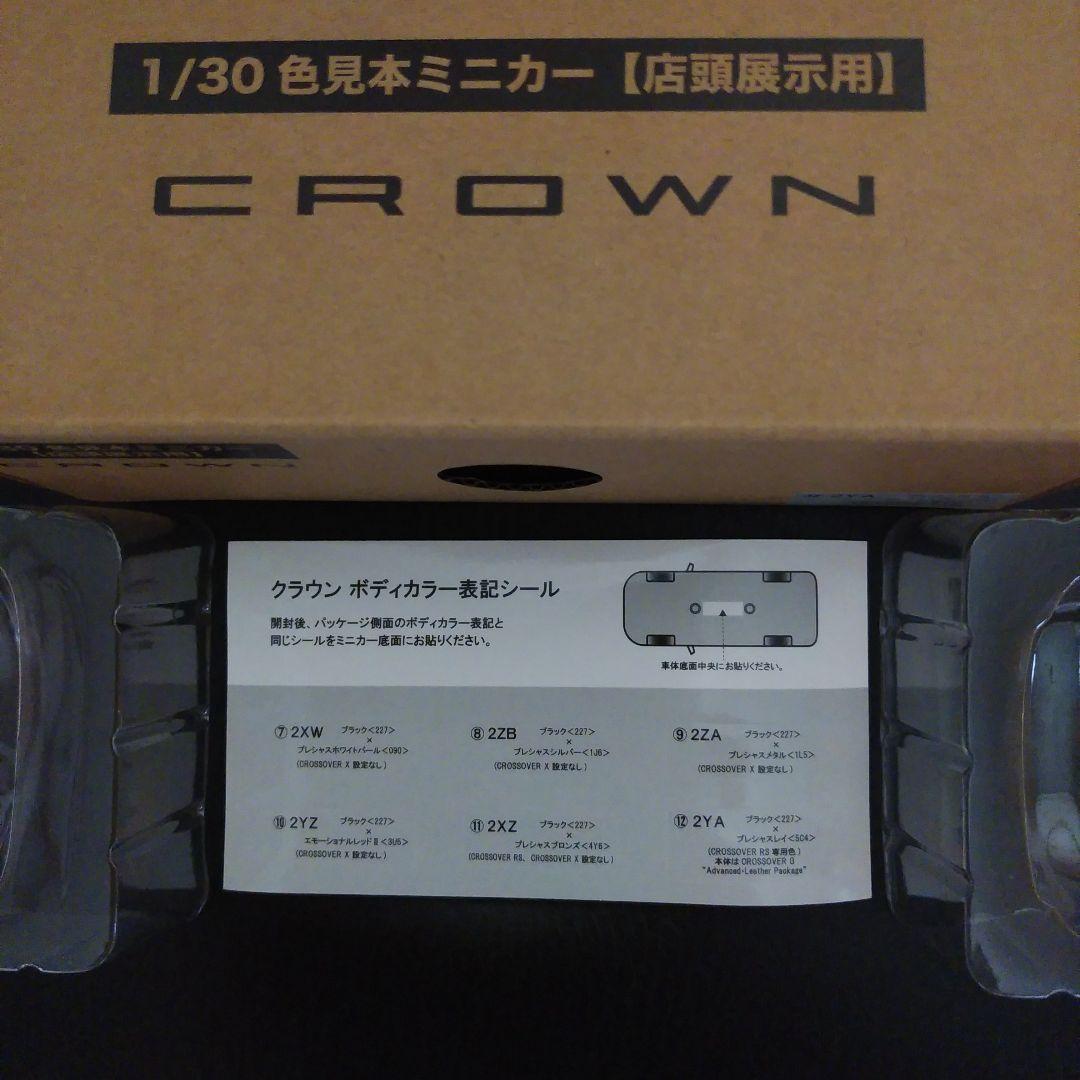 1/30 色見本ミニカー【店頭展示用】
CROWN
CROWN
2YA
クラウン ボディカラー表記シール
開封後、パッケージ側面のボディカラー表記と
同じシールをミニカー底面にお貼りください。
車体底面中央にお貼りください。
⑦ 2XW ブラック<227>
×
プレシャスホワイトパール<090>
(CROSSOVER X 設定なし)
⑧ 2ZB ブラック<227>
×
プレシャスシルバー<1J6>
(CROSSOVER X 設定なし)
⑨ 2ZA ブラック<227>
×
プレシャスメタル<1L5>
(CROSSOVER X 設定なし)
⑩ 2YZ ブラック<227>
×
エモーショナルレッドⅡ<3U5>
(CROSSOVER X 設定なし)
⑪ 2XZ ブラック<227>
×
プレシャスブロンズ<4Y6>
(CROSSOVER RS、CROSSOVER X 設定なし)
⑫ 2YA ブラック<227>
×
プレシャスレイ<5C4>
(CROSSOVER RS 専用色)
本体は CROSSOVER G
"Advanced・Leather Package"